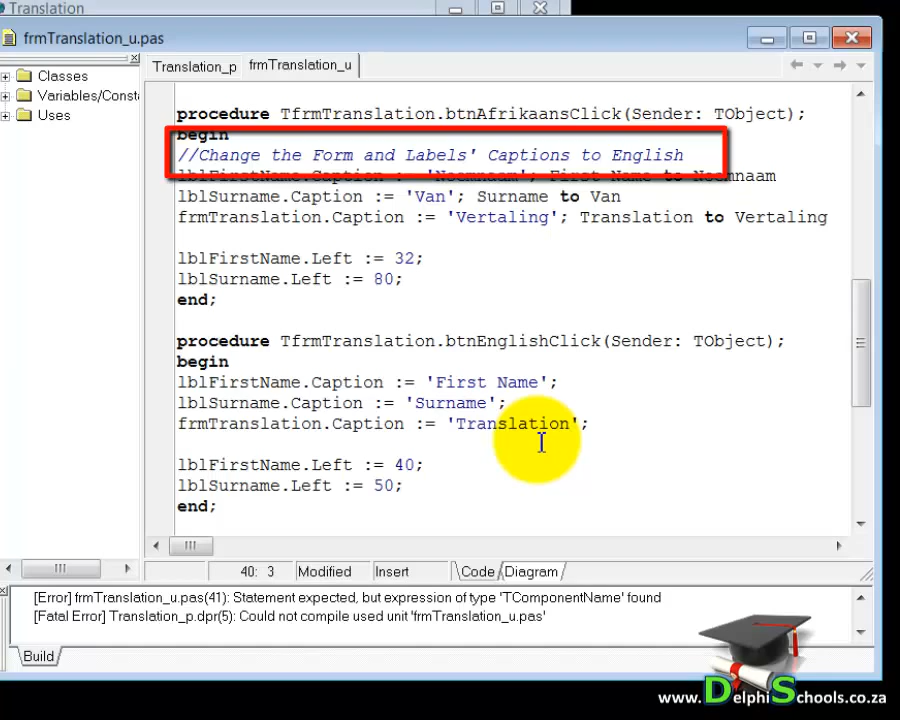 Translation
frmTranslation_u.pas
Classes
Variables/Consta
Uses
Translation_p
frmTranslation_u
procedure TfrmTranslation.btnAfrikaansClick(Sender: TObject);
begin
//Change the Form and Labels' Captions to English
lblFirstName.Caption := 'Noemnaam'; First Name to Noemnaam
lblSurname.Caption := 'Van'; Surname to Van
frmTranslation.Caption := 'Vertaling'; Translation to Vertaling
lblFirstName.Left := 32;
lblSurname.Left := 80;
end;
procedure TfrmTranslation.btnEnglishClick(Sender: TObject);
begin
lblFirstName.Caption := 'First Name';
lblSurname.Caption := 'Surname';
frmTranslation.Caption := 'Translation';
lblFirstName.Left := 40;
lblSurname.Left := 50;
end;
40: 3 Modified Insert Code Diagram
[Error] frmTranslation_u.pas(41): Statement expected, but expression of type 'TComponentName' found
[Fatal Error] Translation_p.dpr(5): Could not compile used unit 'frmTranslation_u.pas'
Build
www.DelphiSchools.co.za